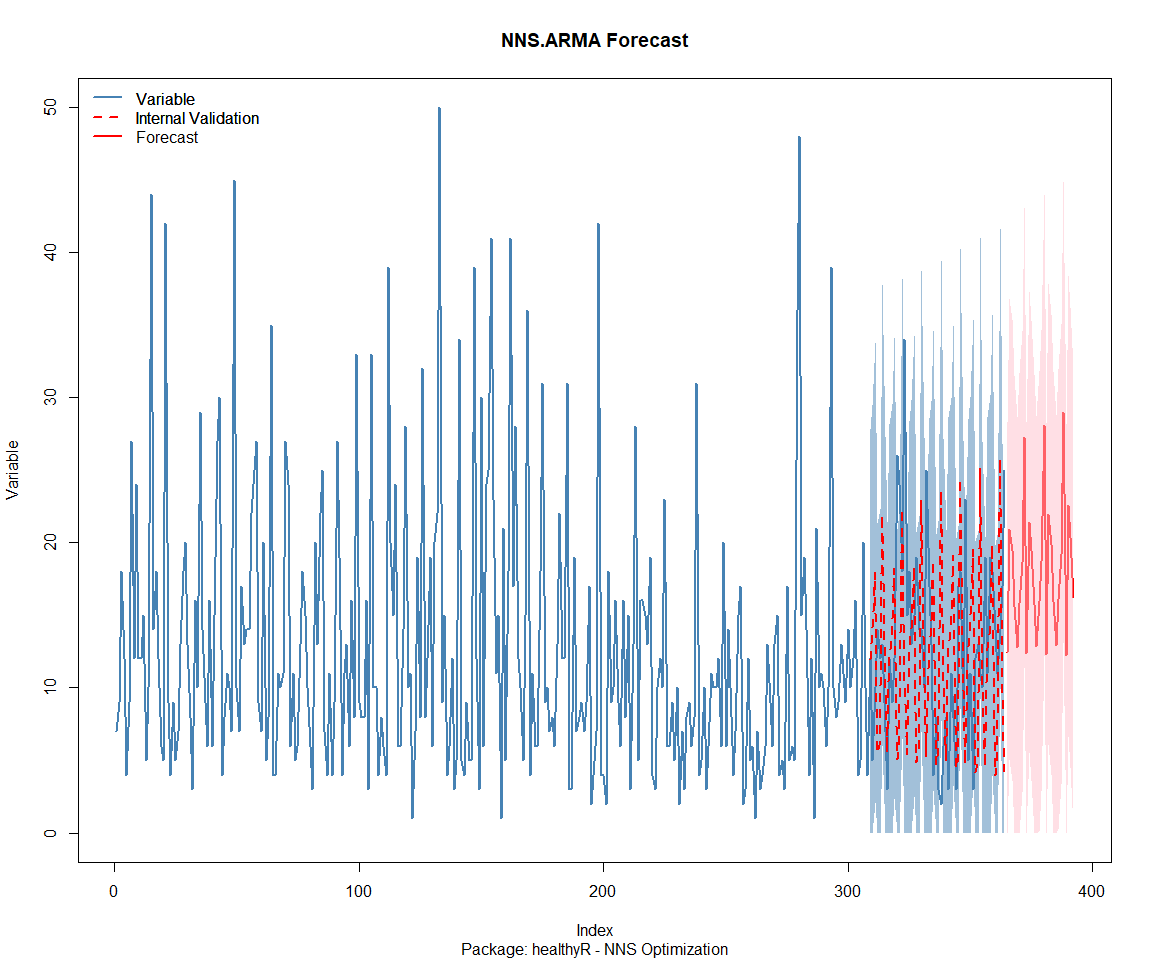 NNS.ARMA Forecast
Variable
Internal Validation
Forecast
50
40
30
20
10
0
Variable
0 100 200 300 400
Index
Package: healthyR - NNS Optimization